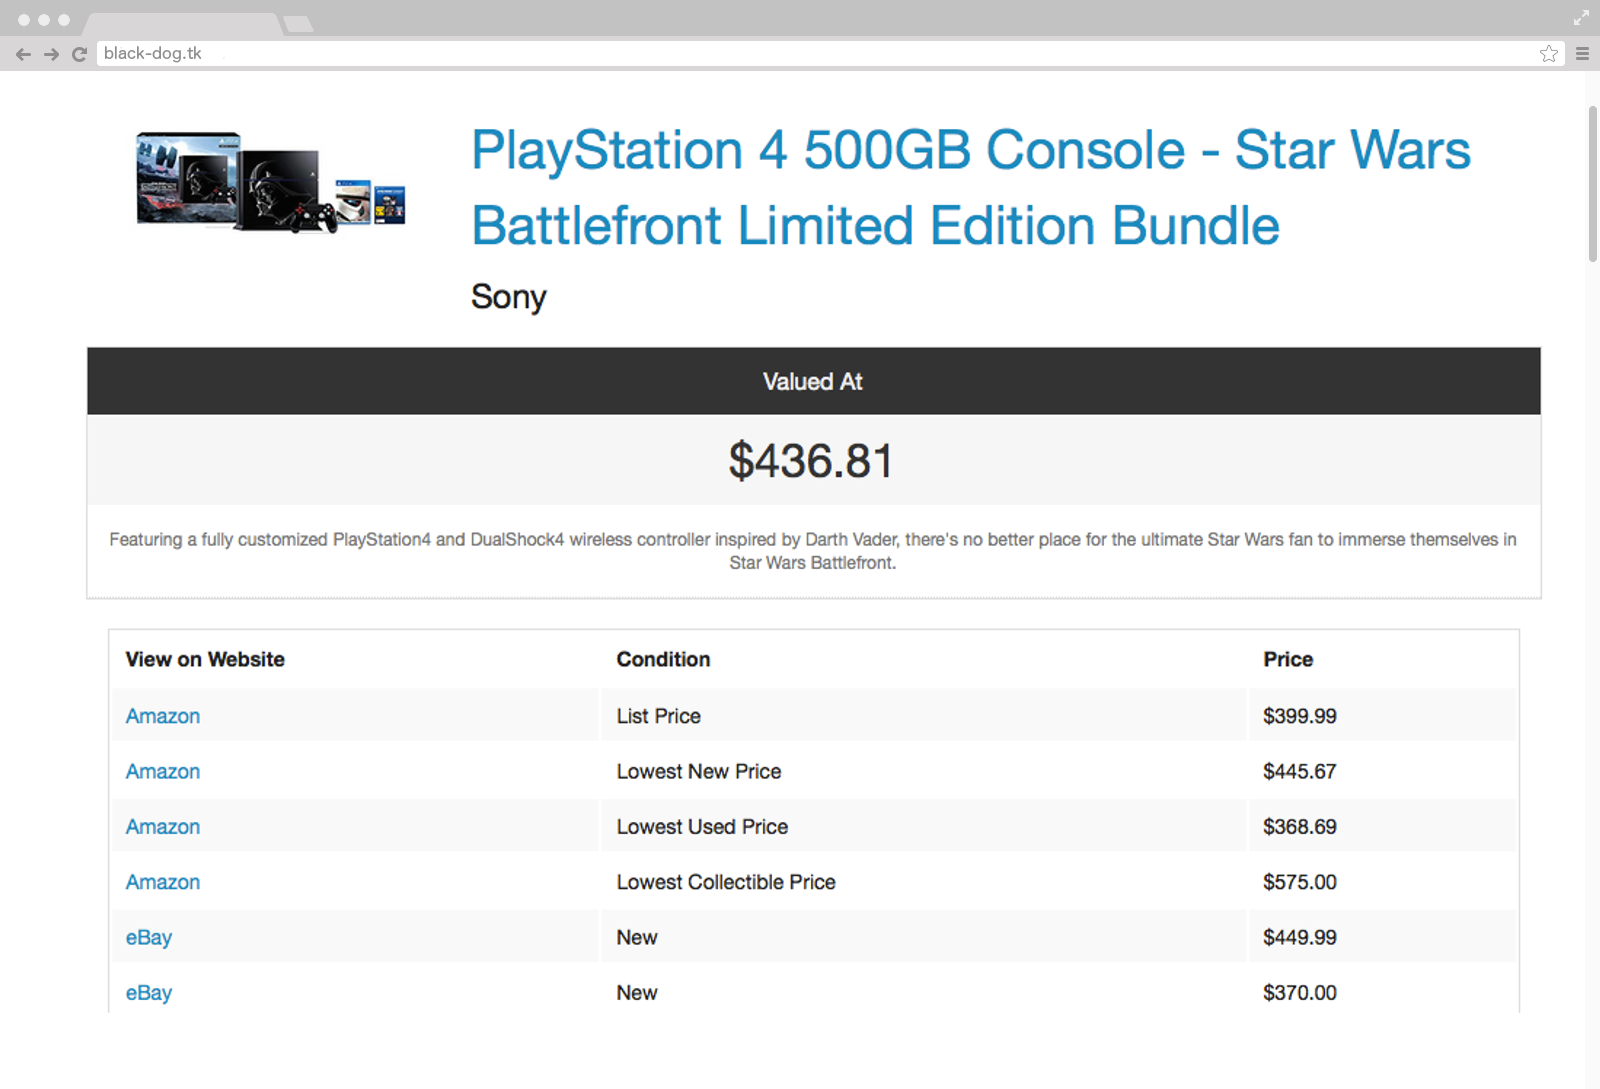 black-dog.tk
PlayStation 4 500GB Console - Star Wars
Battlefront Limited Edition Bundle
Sony
Valued At
$436.81
Featuring a fully customized PlayStation4 and DualShock4 wireless controller inspired by Darth Vader, there's no better place for the ultimate Star Wars fan to immerse themselves in
Star Wars Battlefront.
View on Website Condition Price
Amazon List Price $399.99
Amazon Lowest New Price $445.67
Amazon Lowest Used Price $368.69
Amazon Lowest Collectible Price $575.00
eBay New $449.99
eBay New $370.00